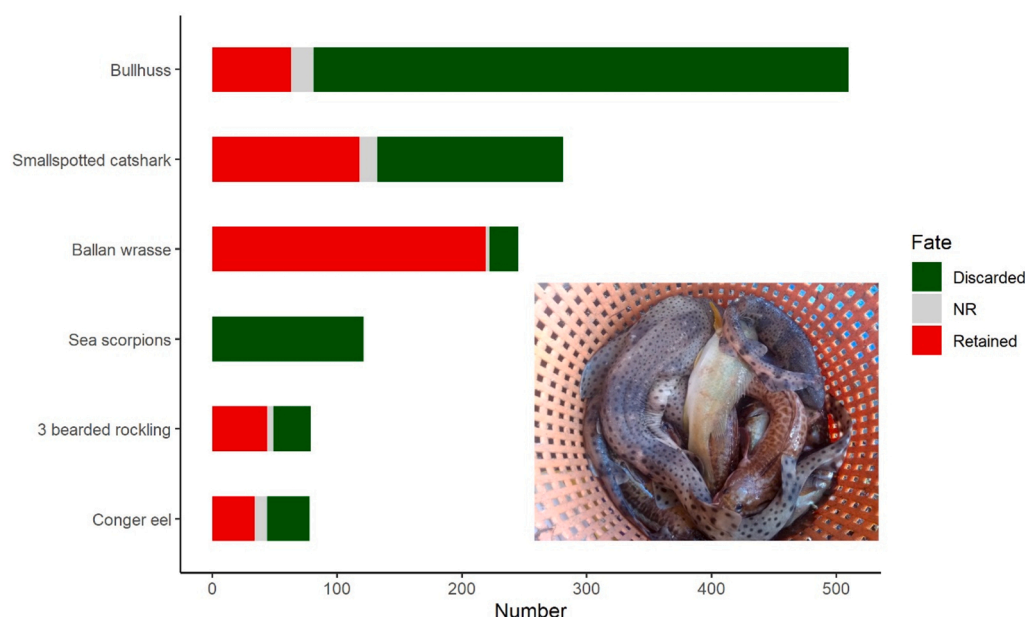 Bullhuss
Smallspotted catshark
Ballan wrasse
Sea scorpions
3 bearded rockling
Conger eel
0 100 200 300 400 500
Number
Fate
Discarded
NR
Retained